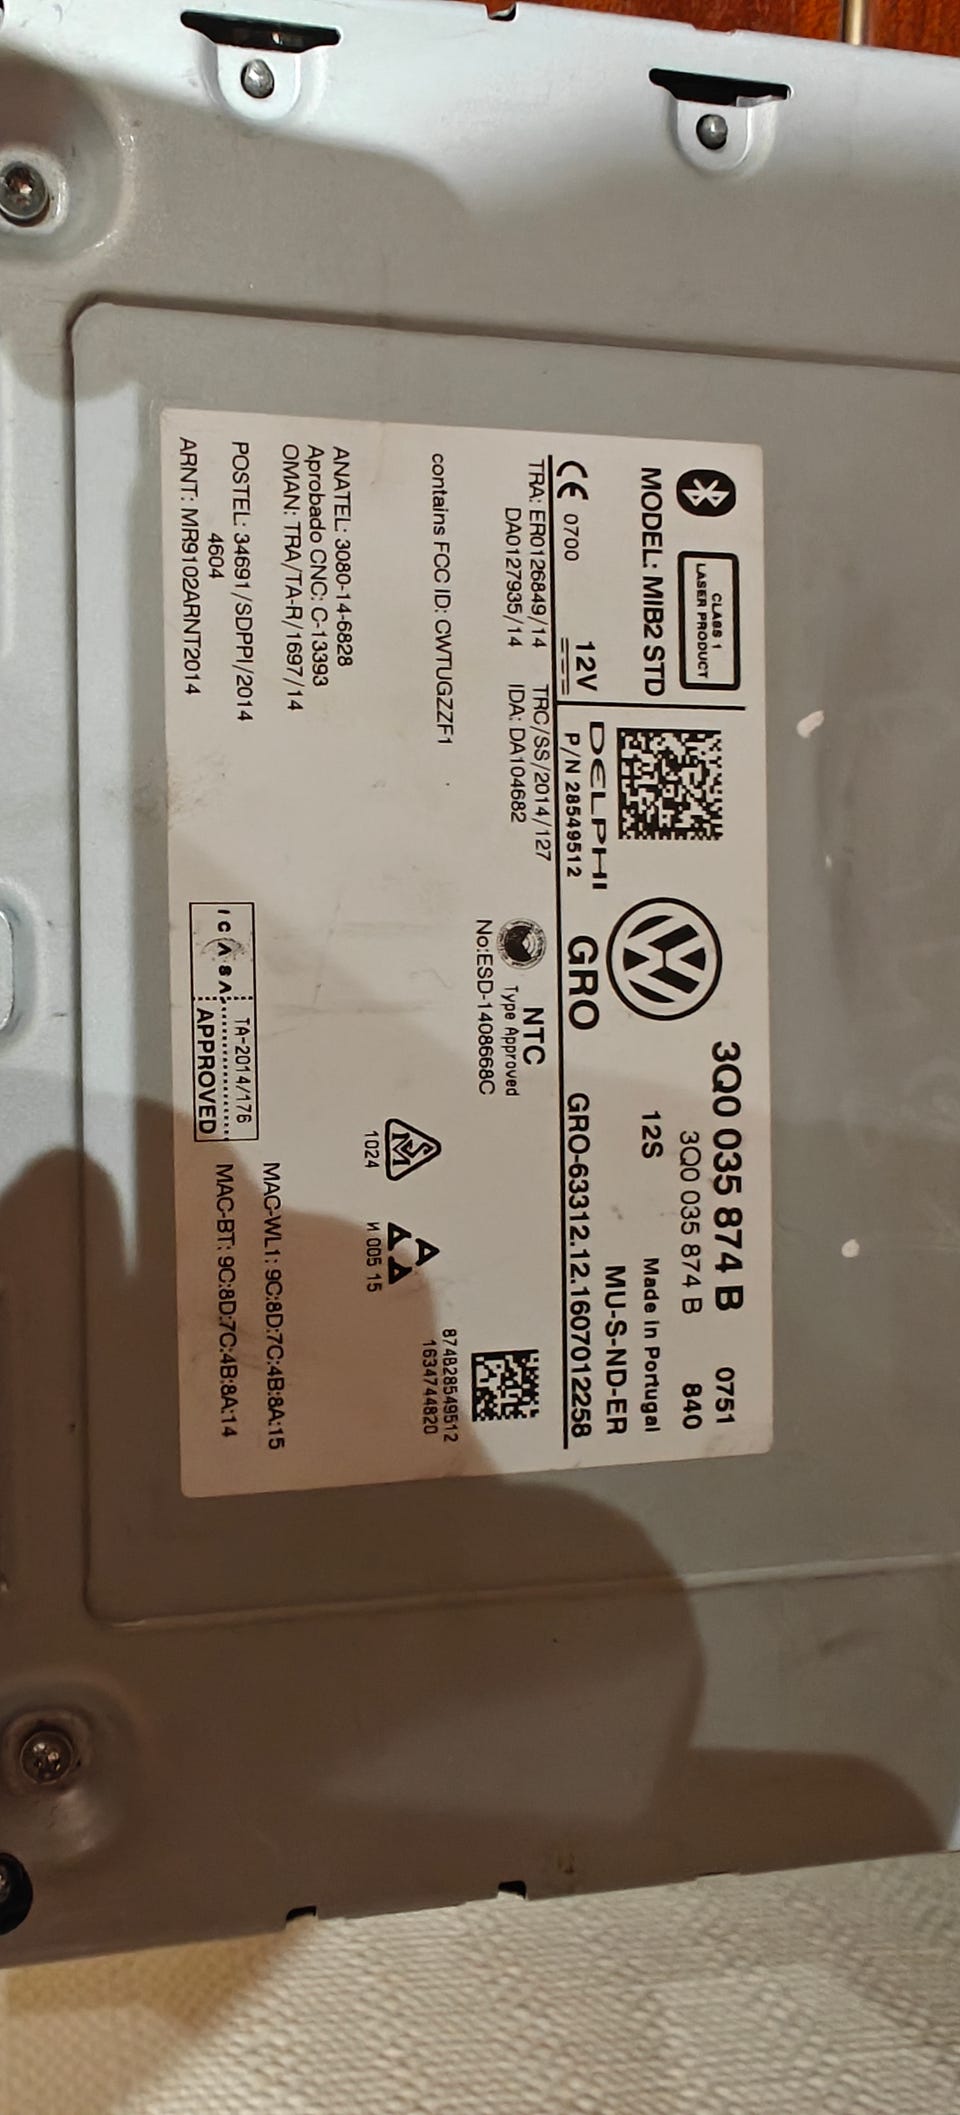 CLASS 1
LASER PRODUCT
3Q0 035 874 B 0751
3Q0 035 874 B 840
MODEL: MIB2 STD
12S Made in Portugal
12V DELPHI MU-S-ND-ER
CE 0700 P/N 28549512 GRO GRO-63312.12.1607012258
TRA: ER0126849/14 TRC/SS/2014/127
DA0127935/14 IDA: DA104682
NTC
Type Approved
No:ESD-1408668C
contains FCC ID: CWTUGZZF1
874B28549512
1634744820
1024
И 005 15
ANATEL: 3080-14-6828
Aprobado CNC: C-13393
OMAN: TRA/TA-R/1697/14
POSTEL: 34691/SDPPI/2014
4604
ARNT: MR9102ARNT2014
ICASA TA-2014/176
APPROVED
MAC-WL1: 9C:8D:7C:4B:8A:15
MAC-BT: 9C:8D:7C:4B:8A:14